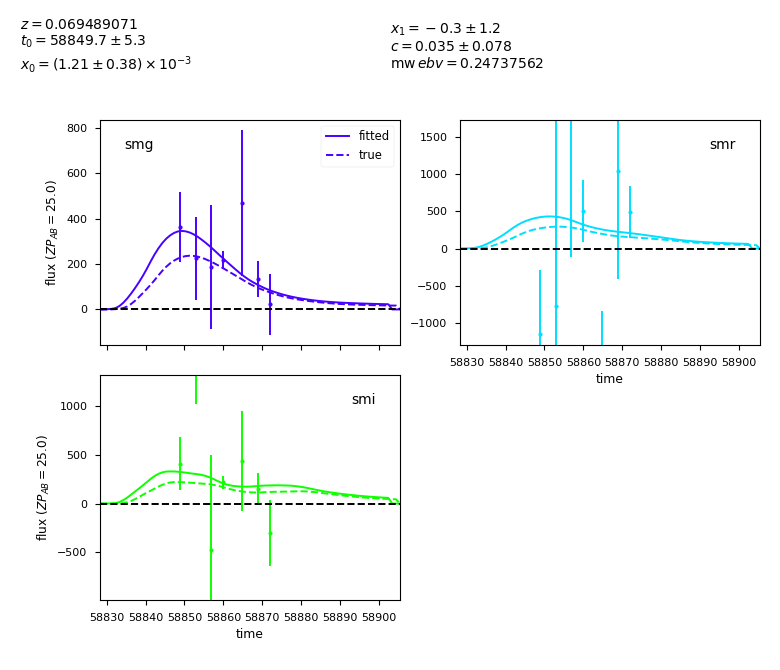 z = 0.069489071
t₀ = 58849.7 ± 5.3
x₀ = (1.21 ± 0.38) × 10⁻³
x₁ = −0.3 ± 1.2
c = 0.035 ± 0.078
mw ebv = 0.24737562
smg
fitted
true
800
600
400
200
0
flux (ZP_AB = 25.0)
smr
1500
1000
500
0
−500
−1000
58830 58840 58850 58860 58870 58880 58890 58900
time
smi
1000
500
0
−500
flux (ZP_AB = 25.0)
58830 58840 58850 58860 58870 58880 58890 58900
time